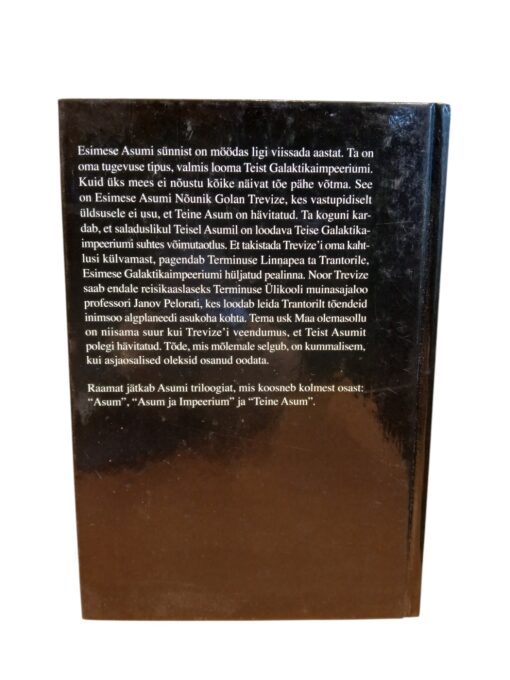 Esimese Asumi sünnist on möödas ligi viissada aastat. Ta on
oma tugevuse tipus, valmis looma Teist Galaktikaimpeeriumi.
Kuid üks mees ei nõustu kõike näivat tõe pähe võtma. See
on Esimese Asumi Nõunik Golan Trevize, kes vastupidiselt
üldsusele ei usu, et Teine Asum on hävitatud. Ta koguni kar-
dab, et saladuslikul Teisel Asumil on loodava Teise Galaktika-
impeeriumi suhtes võimutaotlus. Et takistada Trevize'i oma kaht-
lusi külvamast, pagendab Terminuse Linnapea ta Trantorile,
Esimese Galaktikaimpeeriumi hüljatud pealinna. Noor Trevize
saab endale reisikaaslaseks Terminuse Ülikooli muinasajaloo
professori Janov Pelorati, kes loodab leida Trantorilt tõendeid
inimsoo algplaneedi asukoha kohta. Tema usk Maa olemasollu
on niisama suur kui Trevize'i veendumus, et Teist Asumit
polegi hävitatud. Tõde, mis mõlemale selgub, on kummalisem,
kui asjaosalised oleksid osanud oodata.
Raamat jätkab Asumi triloogiat, mis koosneb kolmest osast:
“Asum”, “Asum ja Impeerium” ja “Teine Asum”.